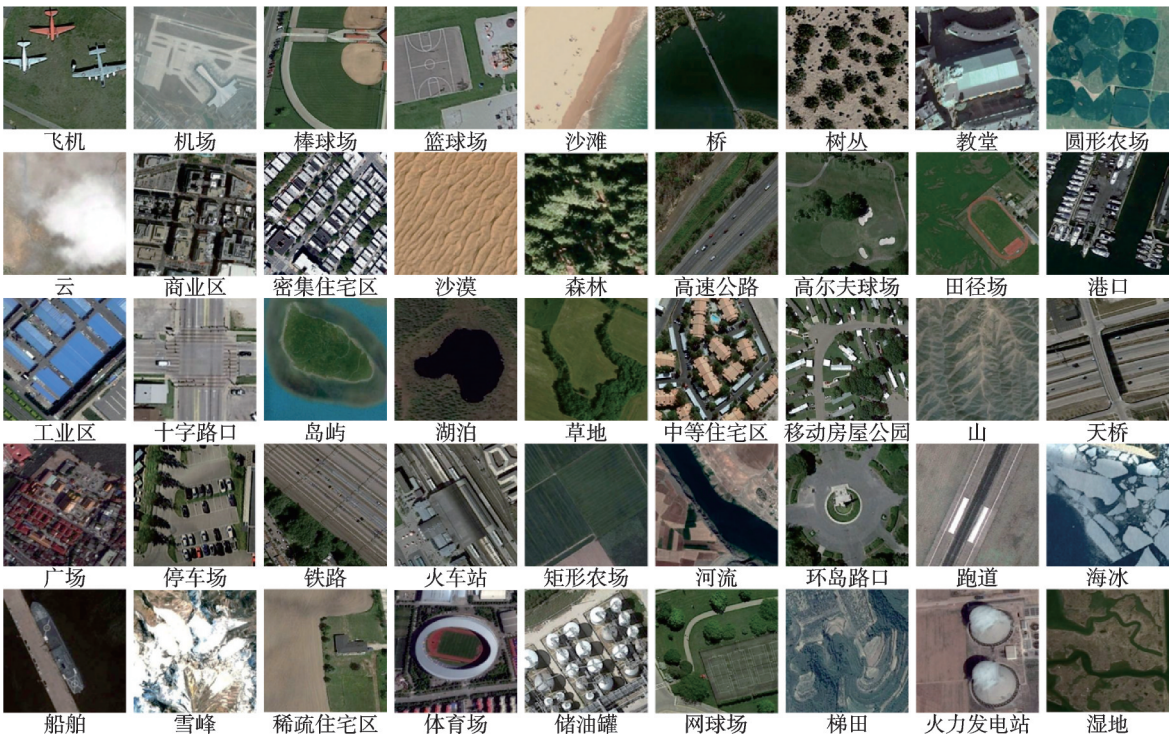 飞机 机场 棒球场 篮球场 沙滩 桥 树丛 教堂 圆形农场
云 商业区 密集住宅区 沙漠 森林 高速公路 高尔夫球场 田径场 港口
工业区 十字路口 岛屿 湖泊 草地 中等住宅区 移动房屋公园 山 天桥
广场 停车场 铁路 火车站 矩形农场 河流 环岛路口 跑道 海冰
船舶 雪峰 稀疏住宅区 体育场 储油罐 网球场 梯田 火力发电站 湿地